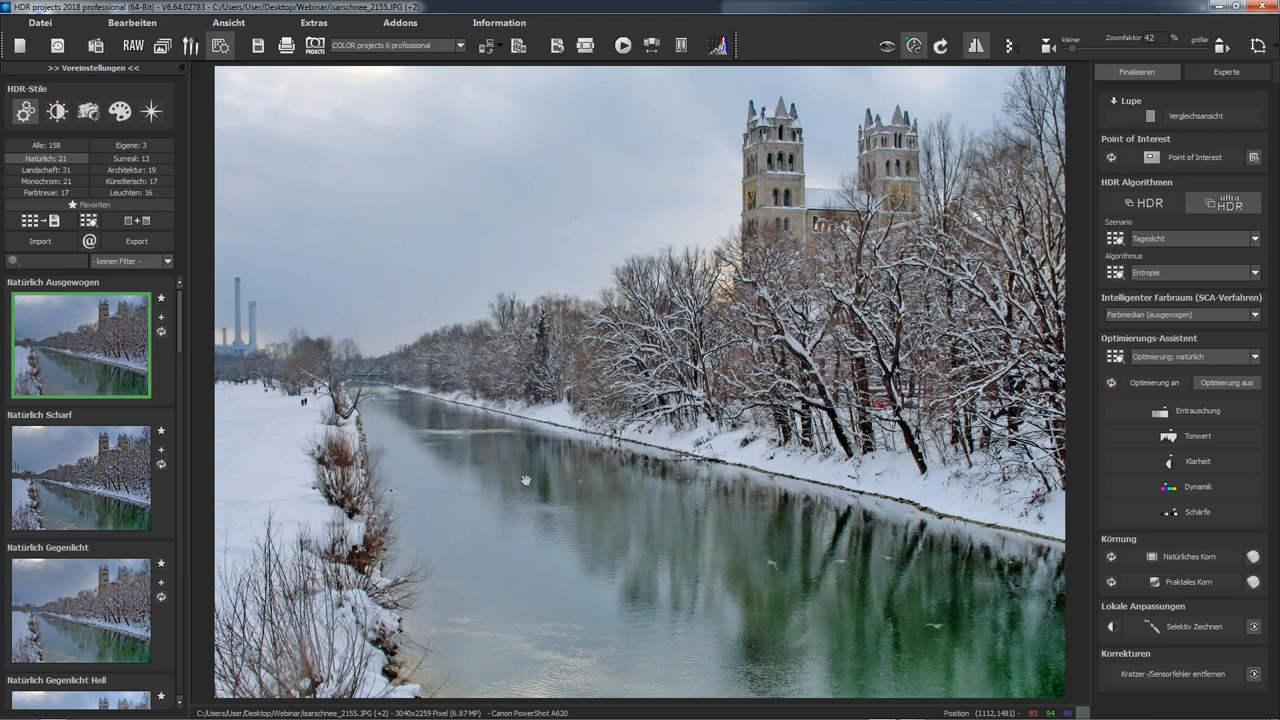 HDR projects 2018 professional (64-Bit) - V6.64.02783 - C:/Users/User/Desktop/Webinar/isarschnee_2155.JPG (+2)
Datei Bearbeiten Ansicht Extras Addons Information
RAW PROJECTS COLOR projects 6 professional kleiner Zoomfaktor 42 % größer
>> Voreinstellungen <<
HDR-Stile
Alle: 158 Eigene: 3
Natürlich: 21 Surreal: 13
Landschaft: 31 Architektur: 19
Monochrom: 21 Künstlerisch: 17
Farbtreue: 17 Leuchten: 16
Favoriten
Import @ Export
- keinen Filter -
Natürlich Ausgewogen
Natürlich Scharf
Natürlich Gegenlicht
Natürlich Gegenlicht Hell
Finalisieren Experte
Lupe
Vergleichsansicht
Point of Interest
Point of Interest
HDR Algorithmen
HDR ultra HDR
Szenario
Tageslicht
Algorithmus
Entropie
Intelligenter Farbraum (SCA-Verfahren)
Farbmedian (ausgewogen)
Optimierungs-Assistent
Optimierung: natürlich
Optimierung an Optimierung aus
Entrauschung
Tonwert
Klarheit
Dynamik
Schärfe
Körnung
Natürliches Korn
Fraktales Korn
Lokale Anpassungen
Selektiv Zeichnen
Korrekturen
Kratzer-/Sensorfehler entfernen
C:/Users/User/Desktop/Webinar/isarschnee_2155.JPG (+2) - 3040x2259 Pixel (6.87 MP) - Canon PowerShot A620 Position (1112,1481) - 83 94 89